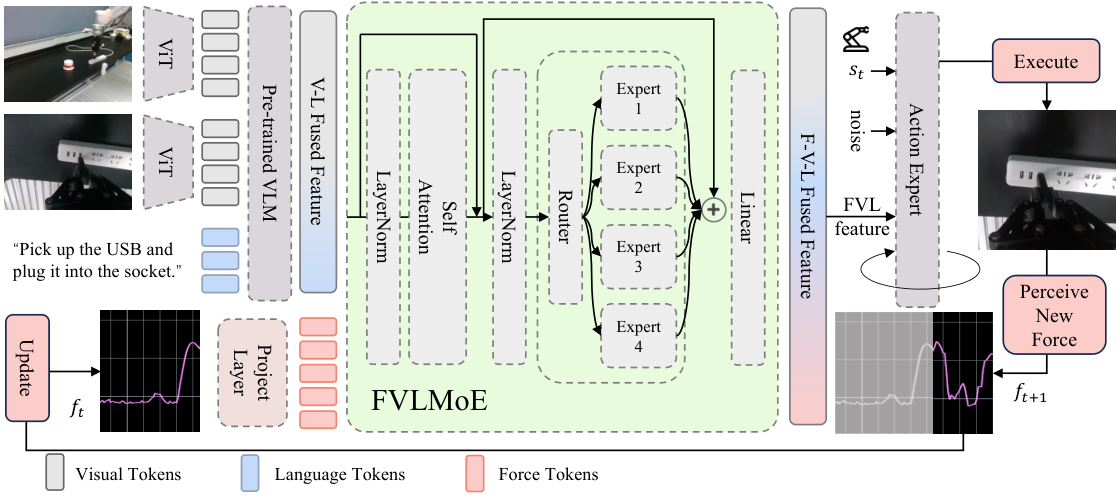 ViT
ViT
"Pick up the USB and
plug it into the socket."
Pre-trained VLM
V-L Fused Feature
LayerNorm
Self
Attention
LayerNorm
Router
Expert
1
Expert
2
Expert
3
Expert
4
+
Linear
FVLMoE
F-V-L Fused Feature
s_t
noise
FVL
feature
Action Expert
Execute
Perceive
New
Force
f_{t+1}
Update
f_t
Project
Layer
Visual Tokens
Language Tokens
Force Tokens